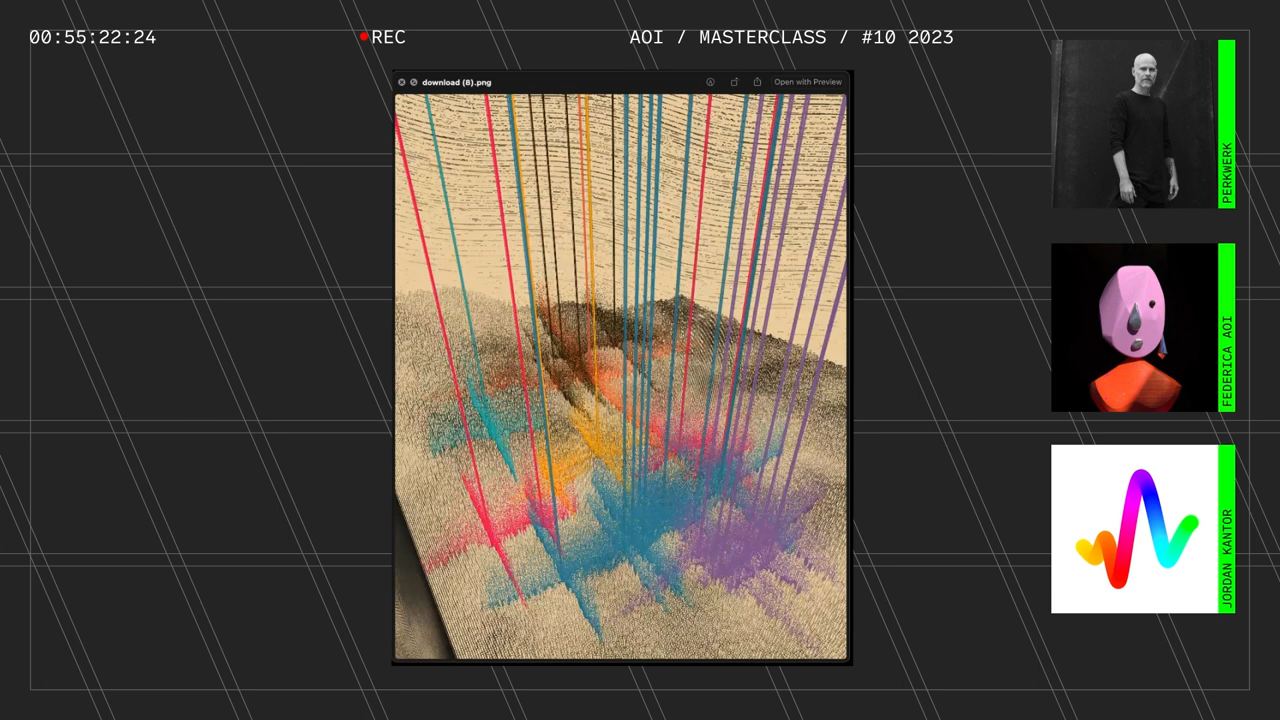 00:55:22:24
REC
AOI / MASTERCLASS / #10 2023
download (8).png
Open with Preview
PERKWERK
FEDERICA AOI
JORDAN KANTOR